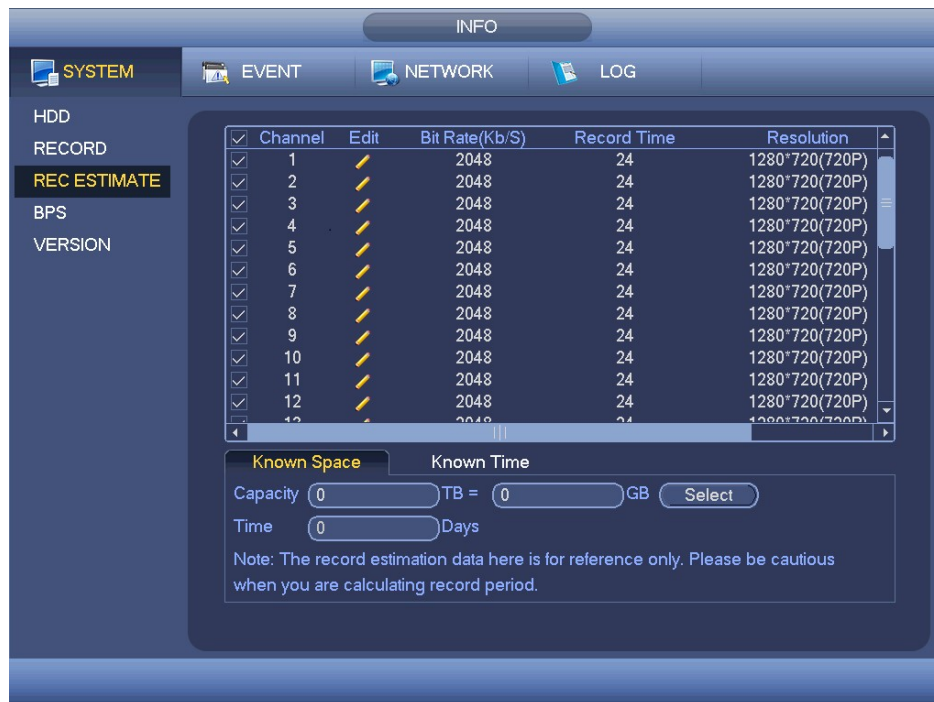 INFO
SYSTEM EVENT NETWORK LOG
HDD
RECORD
REC ESTIMATE
BPS
VERSION
Channel Edit Bit Rate(Kb/S) Record Time Resolution
1 2048 24 1280*720(720P)
2 2048 24 1280*720(720P)
3 2048 24 1280*720(720P)
4 2048 24 1280*720(720P)
5 2048 24 1280*720(720P)
6 2048 24 1280*720(720P)
7 2048 24 1280*720(720P)
8 2048 24 1280*720(720P)
9 2048 24 1280*720(720P)
10 2048 24 1280*720(720P)
11 2048 24 1280*720(720P)
12 2048 24 1280*720(720P)
13 2048 24 1280*720(720P)
Known Space Known Time
Capacity 0 TB = 0 GB Select
Time 0 Days
Note: The record estimation data here is for reference only. Please be cautious
when you are calculating record period.